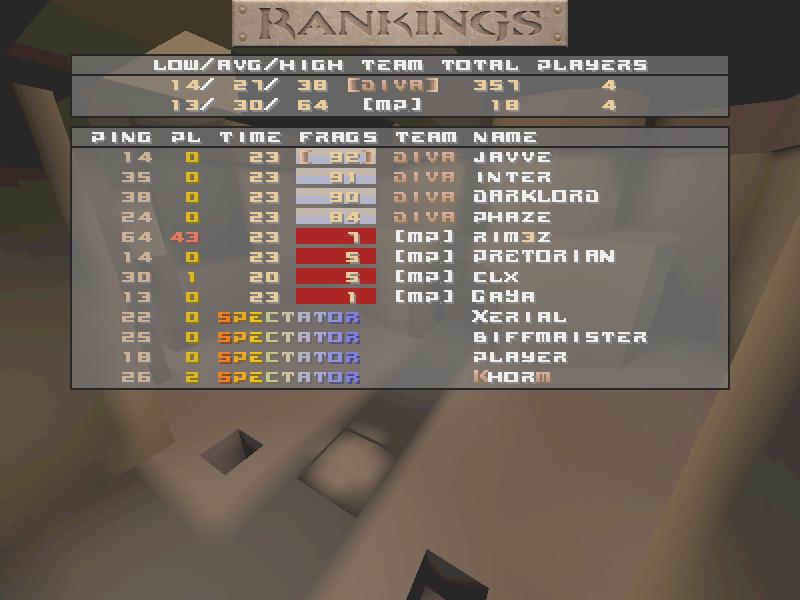 RANKINGS
LOW/AVG/HIGH TEAM TOTAL PLAYERS
14/ 27/ 38 [DIVA] 357 4
13/ 30/ 64 [MP] 18 4
PING PL TIME FRAGS TEAM NAME
14 0 23 [ 92] DIVA JAVVE
35 0 23 91 DIVA INTER
38 0 23 90 DIVA DARKLORD
24 0 23 84 DIVA PHAZE
64 43 23 7 [MP] RIM3Z
14 0 23 5 [MP] PRETORIAN
30 1 20 5 [MP] CLX
13 0 23 1 [MP] GAYA
22 0 SPECTATOR XERIAL
25 0 SPECTATOR BIFFMAISTER
18 0 SPECTATOR PLAYER
26 2 SPECTATOR KHORM